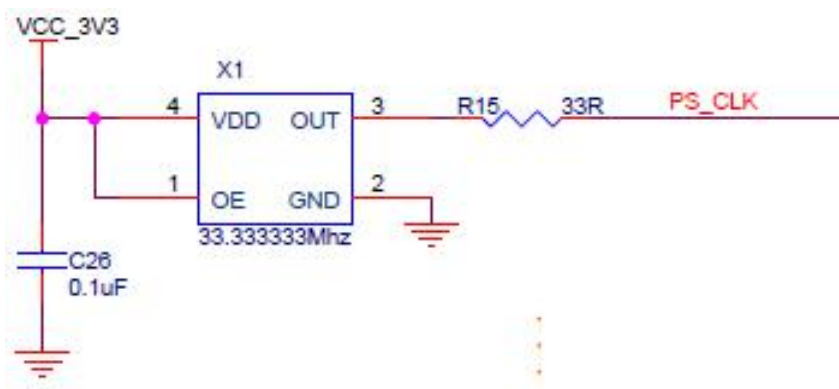 VCC_3V3
X1
4 VDD OUT 3 R15 33R PS_CLK
1 OE GND 2
33.333333Mhz
C26
0.1uF